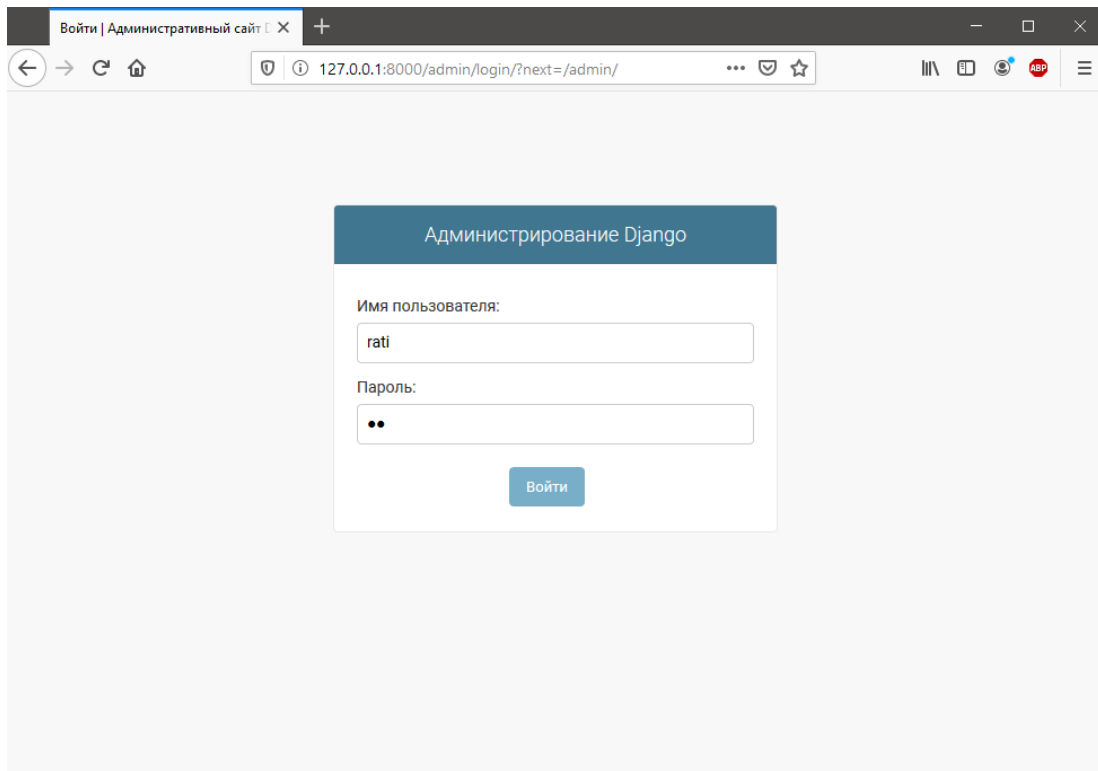 Войти | Административный сайт D
127.0.0.1:8000/admin/login/?next=/admin/
ABP
Администрирование Django
Имя пользователя:
rati
Пароль:
••
Войти